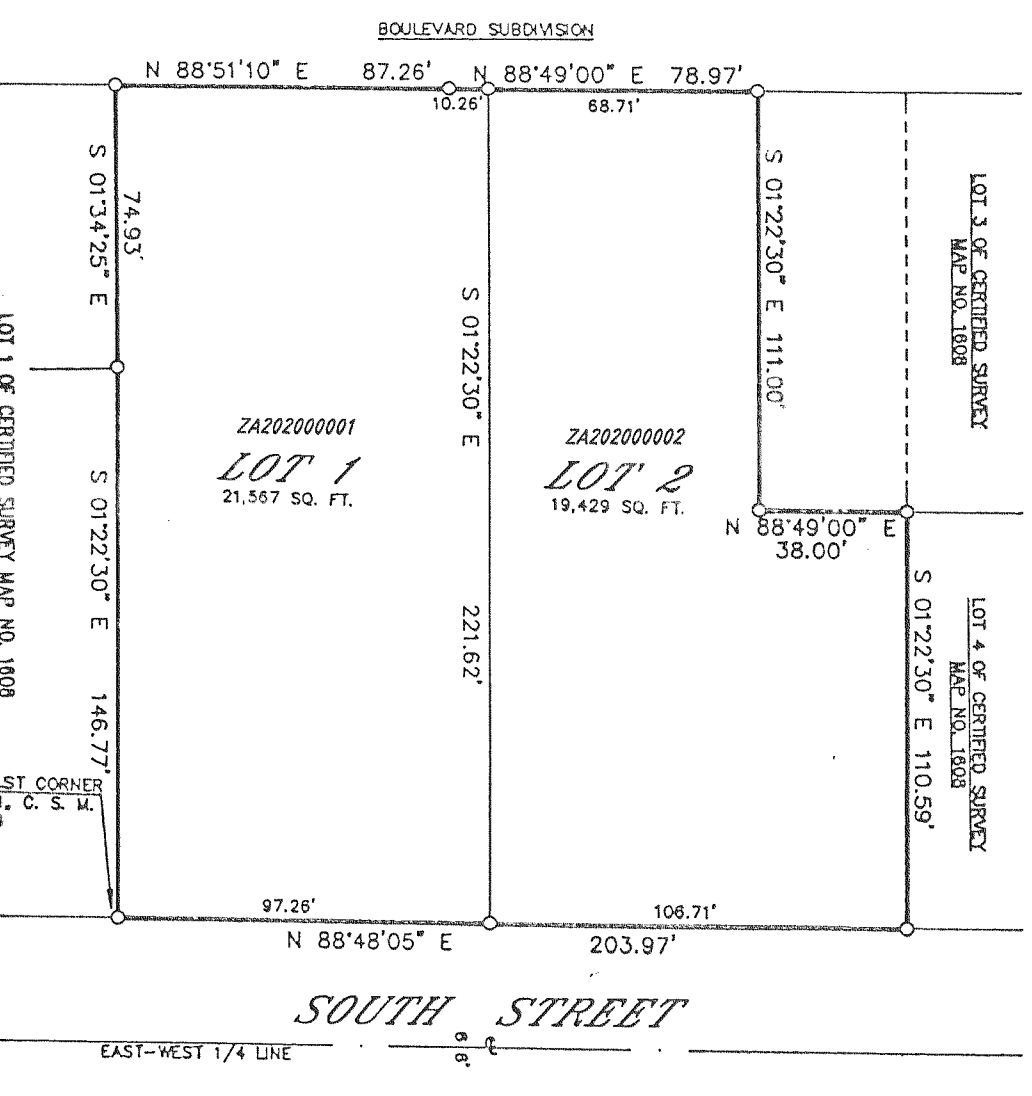 BOULEVARD SUBDIVISION
N 88°51'10" E 87.26'
N 88°49'00" E 78.97'
10.26'
68.71'
S 01°34'25" E
74.93'
S 01°22'30" E
221.62'
S 01°22'30" E 111.00'
LOT 3 OF CERTIFIED SURVEY
MAP NO. 1608
LOT 1 OF CERTIFIED SURVEY MAP NO. 1608
ZA202000001
LOT 1
21,567 SQ. FT.
ZA202000002
LOT 2
19,429 SQ. FT.
N 88°49'00" E
38.00'
S 01°22'30" E 146.77'
S 01°22'30" E 110.59'
LOT 4 OF CERTIFIED SURVEY
MAP NO. 1608
ST CORNER
C. S. M.
97.26'
106.71'
N 88°48'05" E
203.97'
SOUTH STREET
EAST-WEST 1/4 LINE
66'